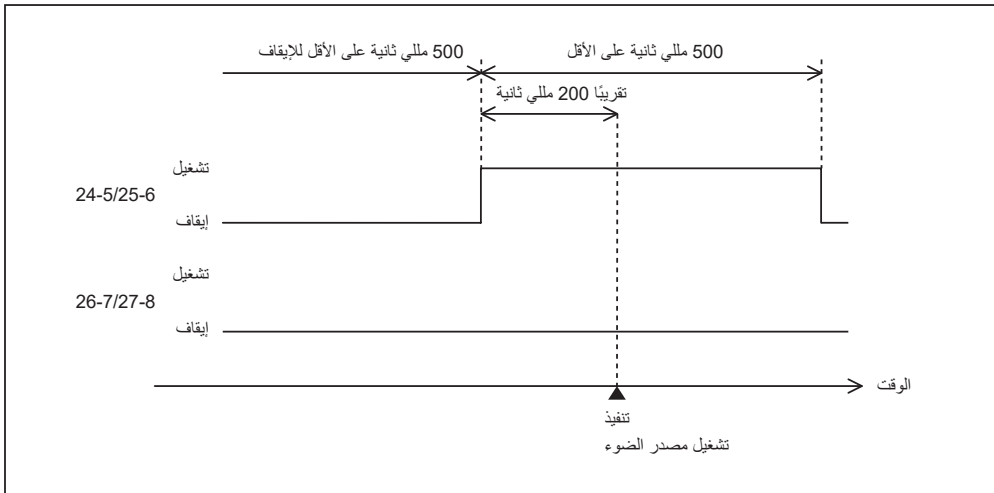 500 مللي ثانية على الأقل للإيقاف
500 مللي ثانية على الأقل
تقريبًا 200 مللي ثانية
تشغيل
24-5/25-6
إيقاف
تشغيل
26-7/27-8
إيقاف
الوقت
تنفيذ
تشغيل مصدر الضوء